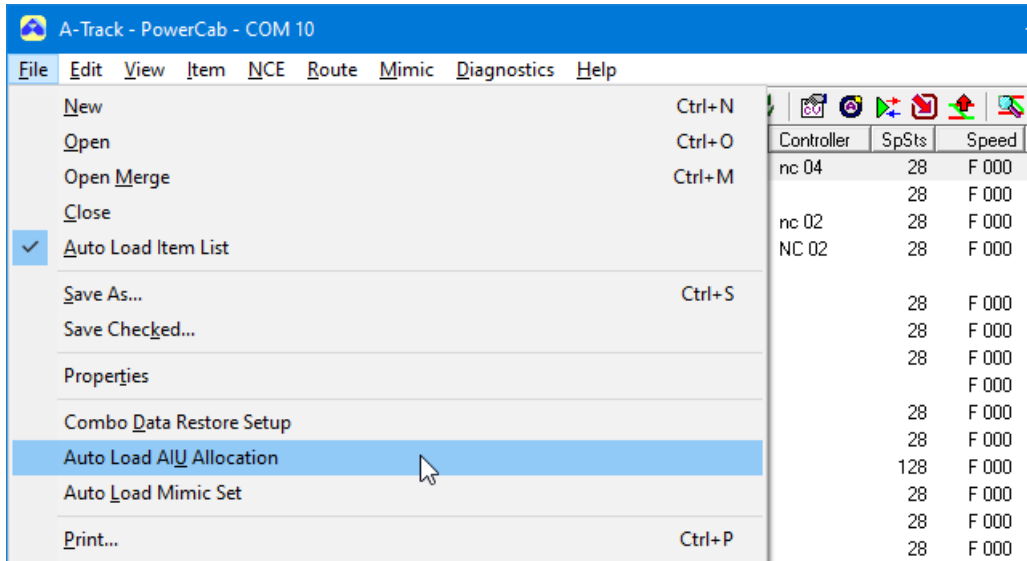 A-Track - PowerCab - COM 10
File Edit View Item NCE Route Mimic Diagnostics Help
New Ctrl+N
Open Ctrl+O
Open Merge Ctrl+M
Close
Auto Load Item List
Save As... Ctrl+S
Save Checked...
Properties
Combo Data Restore Setup
Auto Load AIU Allocation
Auto Load Mimic Set
Print... Ctrl+P
Controller SpSts Speed
nc 04 28 F 000
28 F 000
nc 02 28 F 000
NC 02 28 F 000
28 F 000
28 F 000
28 F 000
F 000
28 F 000
28 F 000
128 F 000
28 F 000
28 F 000
28 F 000